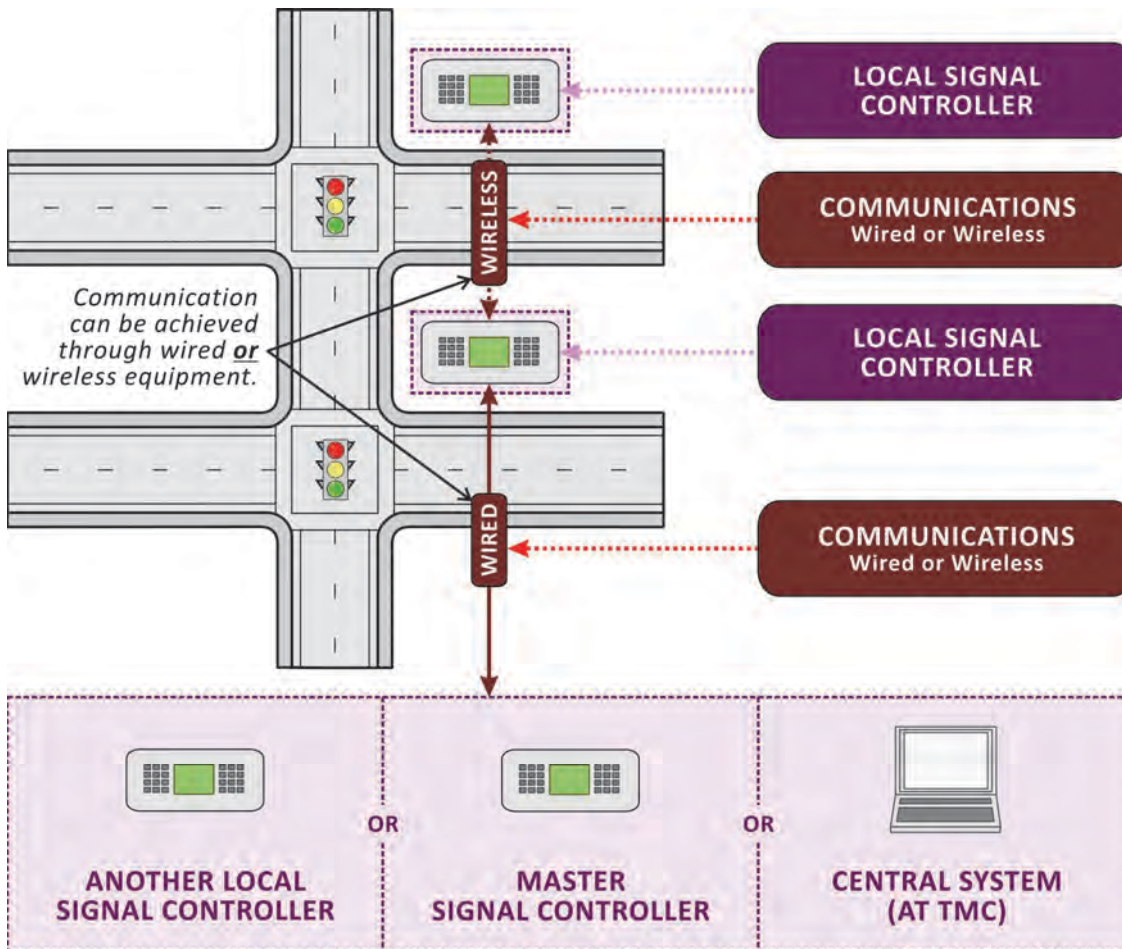 LOCAL SIGNAL
CONTROLLER
WIRELESS
COMMUNICATIONS
Wired or Wireless
Communication
can be achieved
through wired or
wireless equipment.
LOCAL SIGNAL
CONTROLLER
WIRED
COMMUNICATIONS
Wired or Wireless
ANOTHER LOCAL
SIGNAL CONTROLLER
OR
MASTER
SIGNAL CONTROLLER
OR
CENTRAL SYSTEM
(AT TMC)